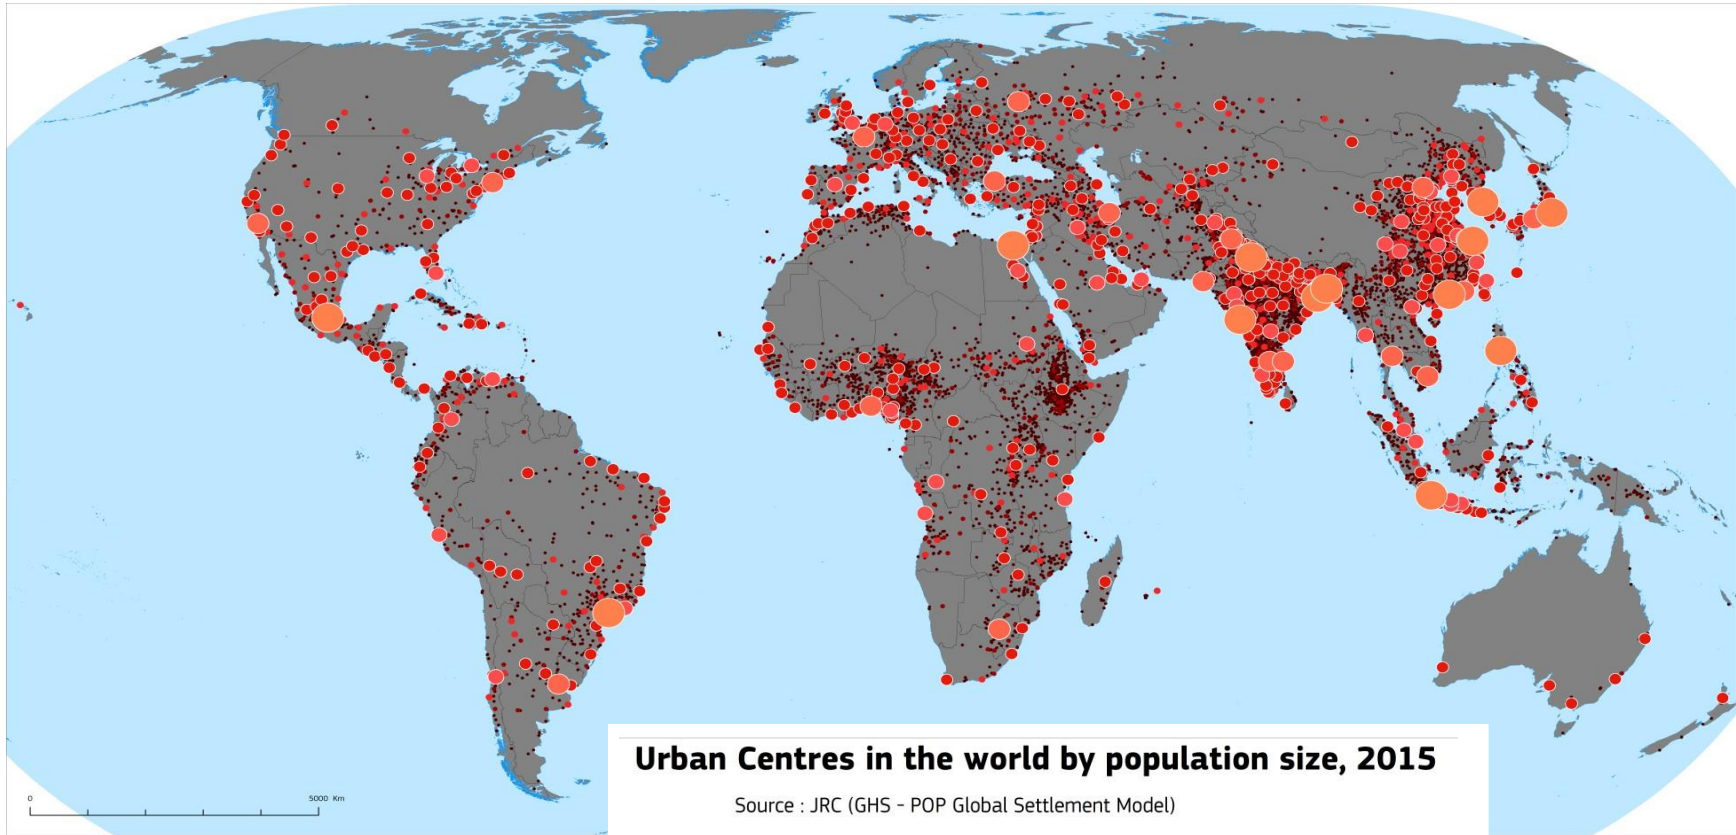 Urban Centres in the world by population size, 2015
Source : JRC (GHS - POP Global Settlement Model)
0 5000 Km